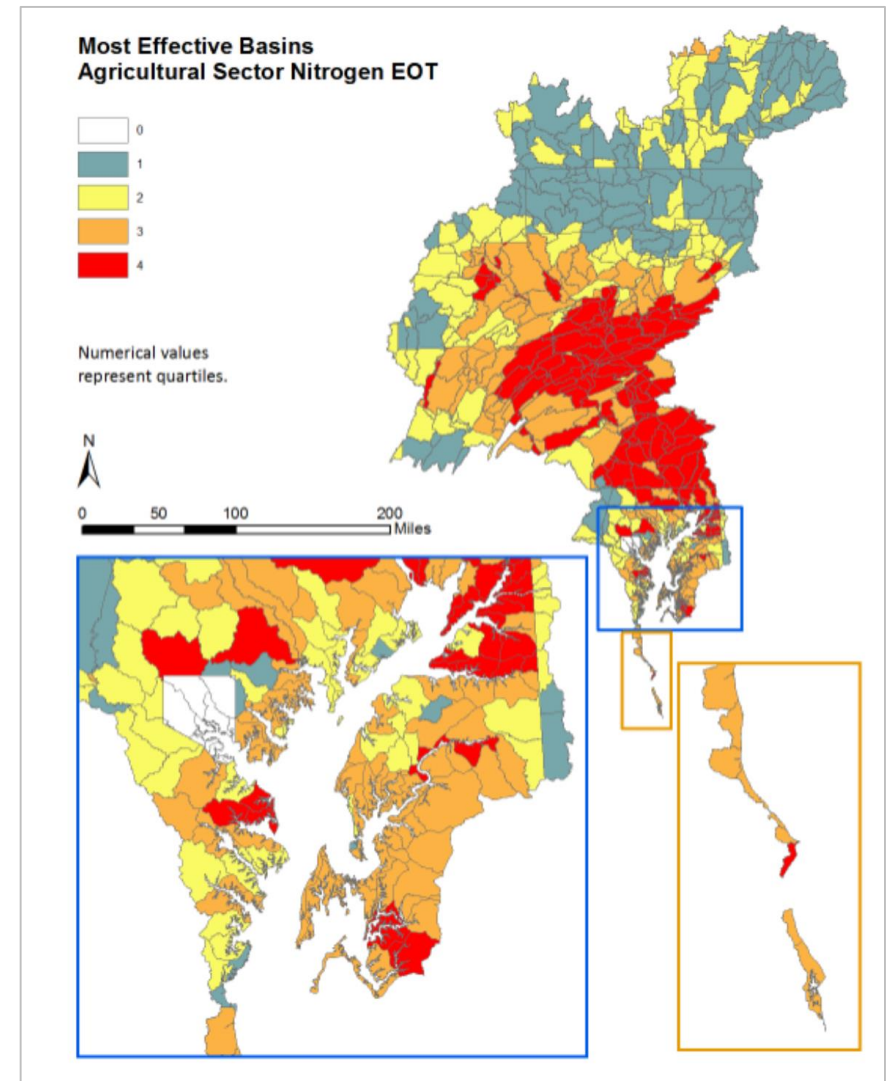 Most Effective Basins
Agricultural Sector Nitrogen EOT
0
1
2
3
4
Numerical values
represent quartiles.
N
0 50 100 200
Miles